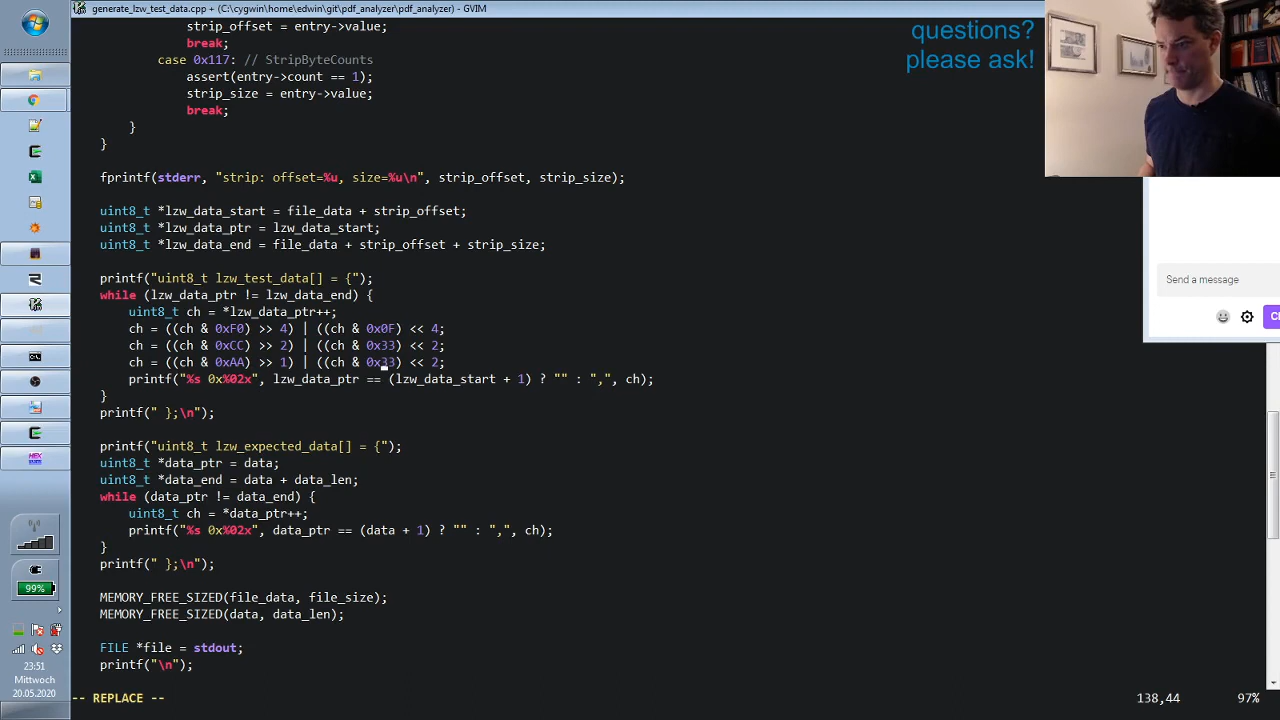 generate_lzw_test_data.cpp + (C:\cygwin\home\edwin\git\pdf_analyzer\pdf_analyzer) - GVIM
questions?
please ask!
strip_offset = entry->value;
break;
case 0x117: // StripByteCounts
assert(entry->count == 1);
strip_size = entry->value;
break;
}
}
fprintf(stderr, "strip: offset=%u, size=%u\n", strip_offset, strip_size);
uint8_t *lzw_data_start = file_data + strip_offset;
uint8_t *lzw_data_ptr = lzw_data_start;
uint8_t *lzw_data_end = file_data + strip_offset + strip_size;
printf("uint8_t lzw_test_data[] = {");
while (lzw_data_ptr != lzw_data_end) {
uint8_t ch = *lzw_data_ptr++;
ch = ((ch & 0xF0) >> 4) | ((ch & 0x0F) << 4;
ch = ((ch & 0xCC) >> 2) | ((ch & 0x33) << 2;
ch = ((ch & 0xAA) >> 1) | ((ch & 0x33) << 2;
printf("%s 0x%02x", lzw_data_ptr == (lzw_data_start + 1) ? "" : ",", ch);
}
printf(" };\n");
printf("uint8_t lzw_expected_data[] = {");
uint8_t *data_ptr = data;
uint8_t *data_end = data + data_len;
while (data_ptr != data_end) {
uint8_t ch = *data_ptr++;
printf("%s 0x%02x", data_ptr == (data + 1) ? "" : ",", ch);
}
printf(" };\n");
MEMORY_FREE_SIZED(file_data, file_size);
MEMORY_FREE_SIZED(data, data_len);
FILE *file = stdout;
printf("\n");
-- REPLACE --
138,44
97%
Send a message
99%
23:51
Mittwoch
20.05.2020